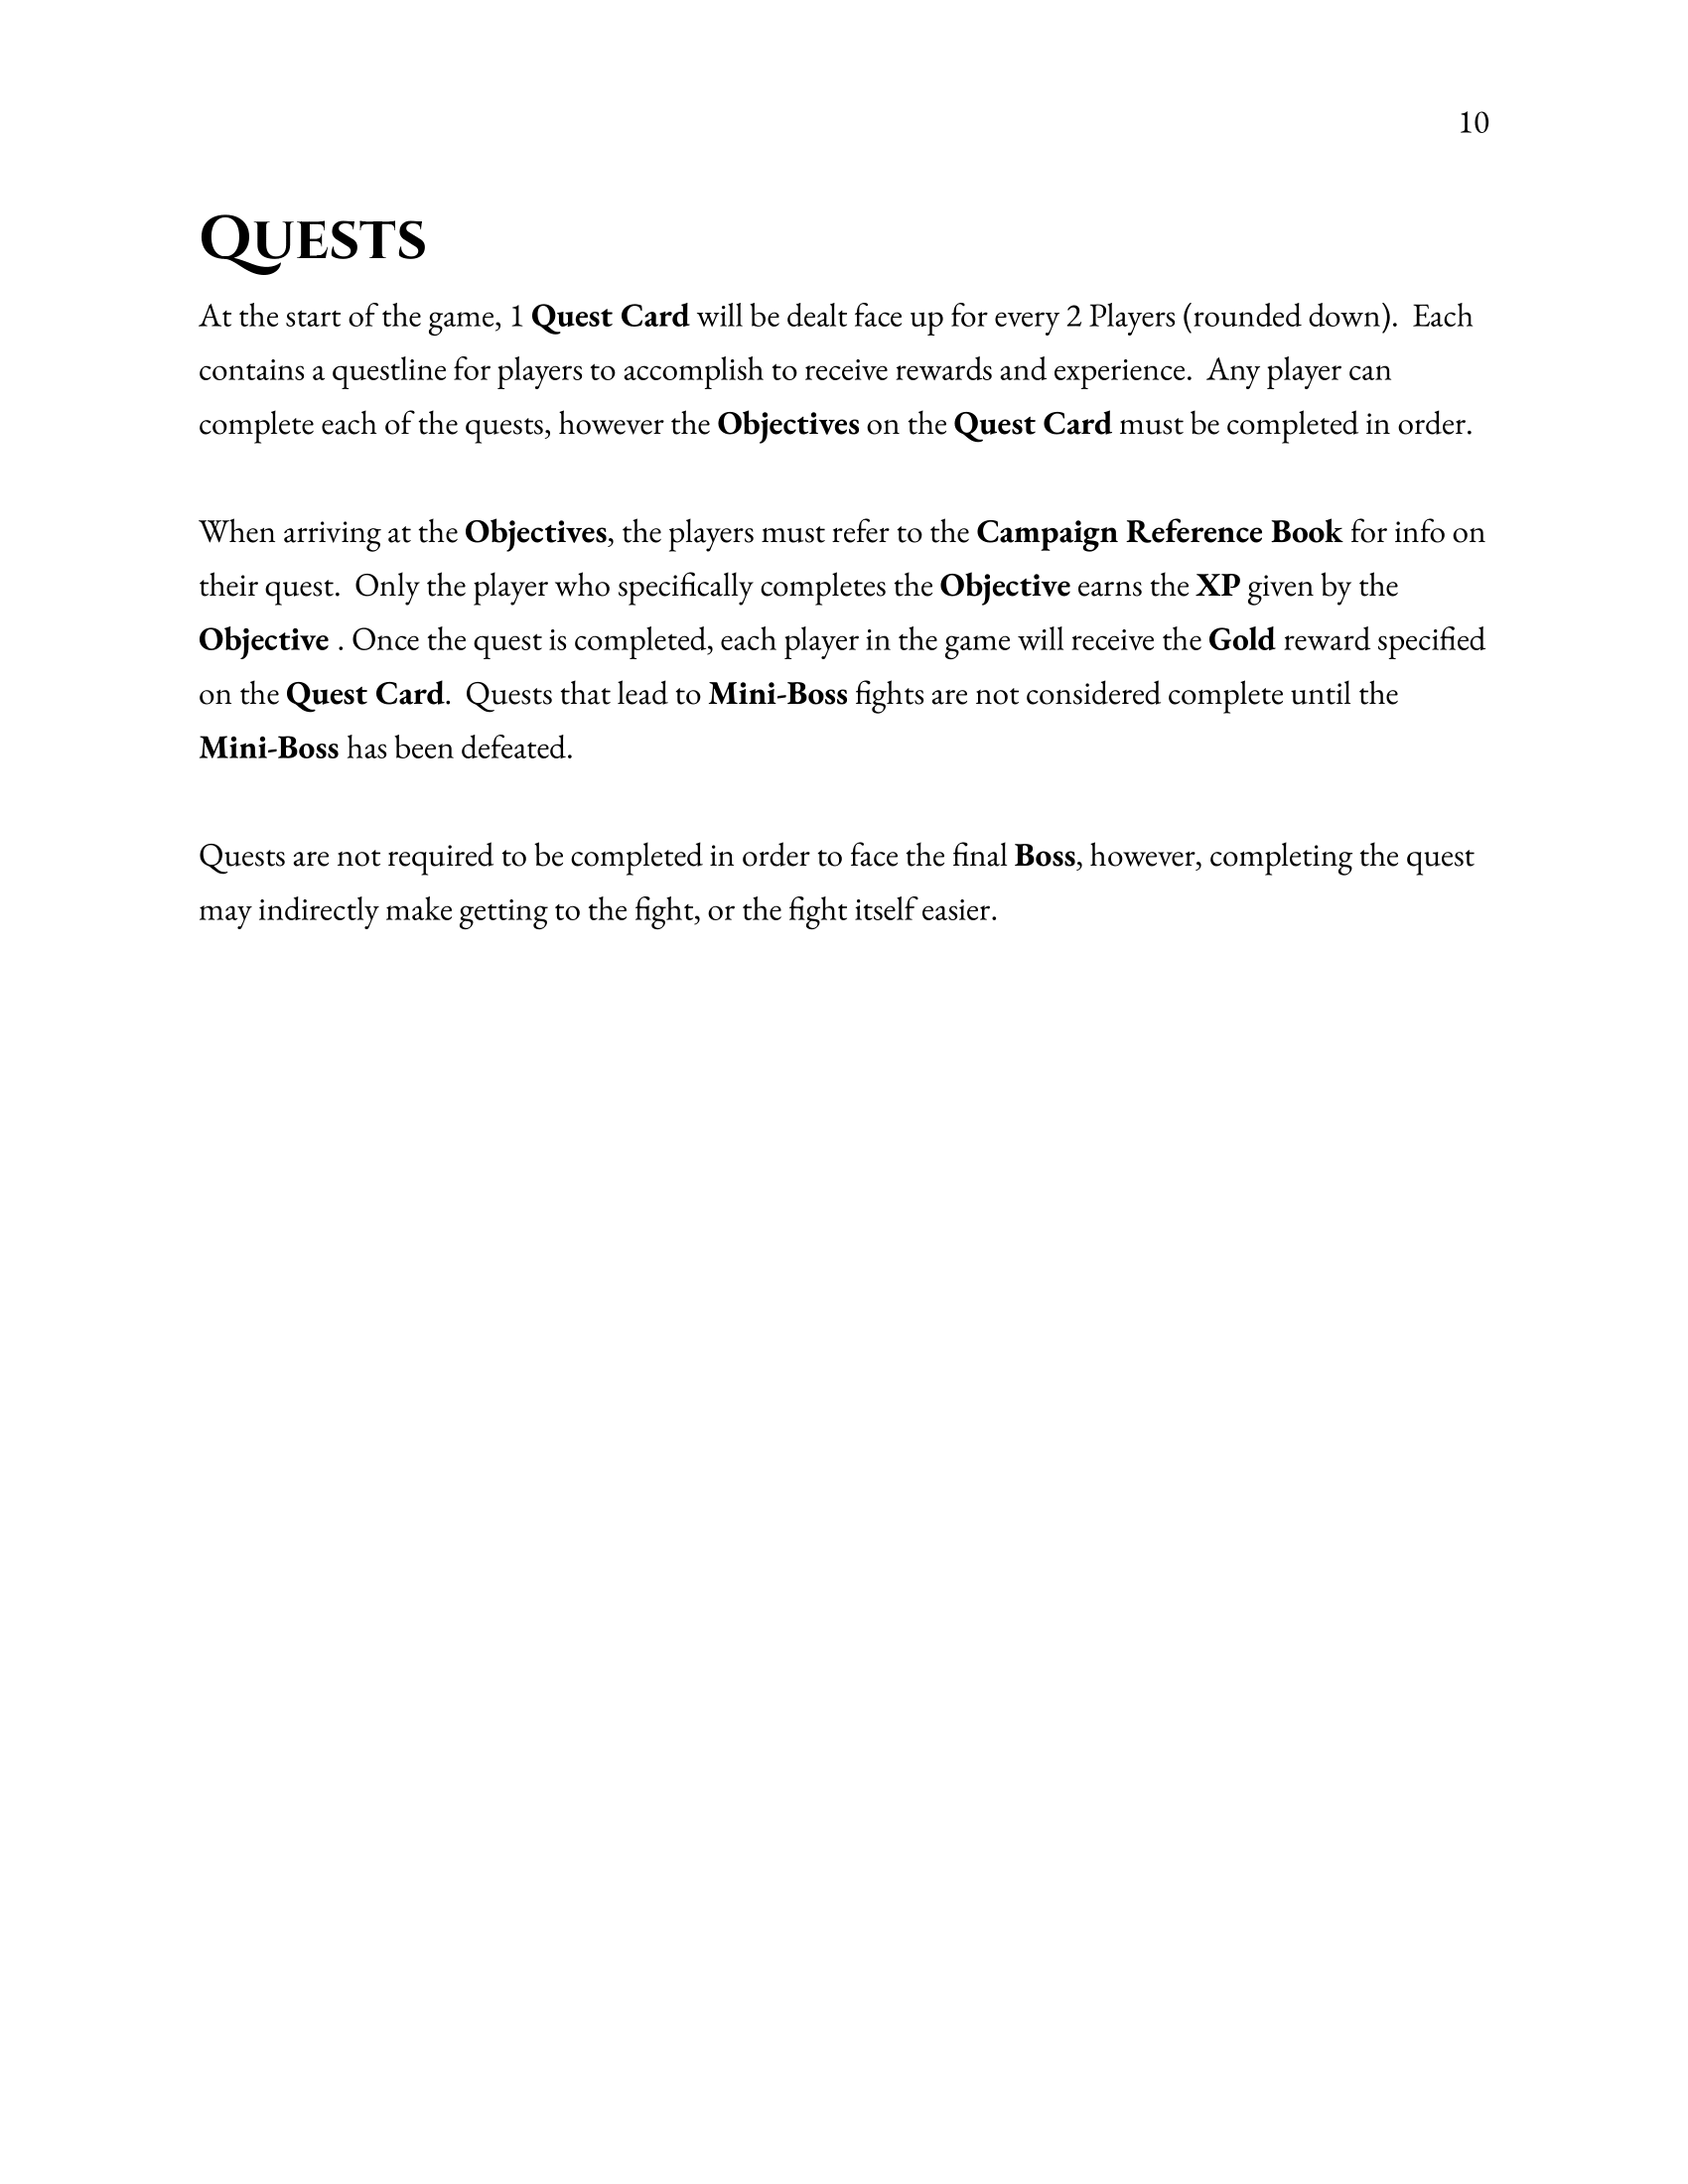 10
Quests
At the start of the game, 1 Quest Card will be dealt face up for every 2 Players (rounded down).  Each
contains a questline for players to accomplish to receive rewards and experience.  Any player can
complete each of the quests, however the Objectives on the Quest Card must be completed in order.
When arriving at the Objectives, the players must refer to the Campaign Reference Book for info on
their quest.  Only the player who specifically completes the Objective earns the XP given by the
Objective . Once the quest is completed, each player in the game will receive the Gold reward specified
on the Quest Card.  Quests that lead to Mini-Boss fights are not considered complete until the
Mini-Boss has been defeated.
Quests are not required to be completed in order to face the final Boss, however, completing the quest
may indirectly make getting to the fight, or the fight itself easier.